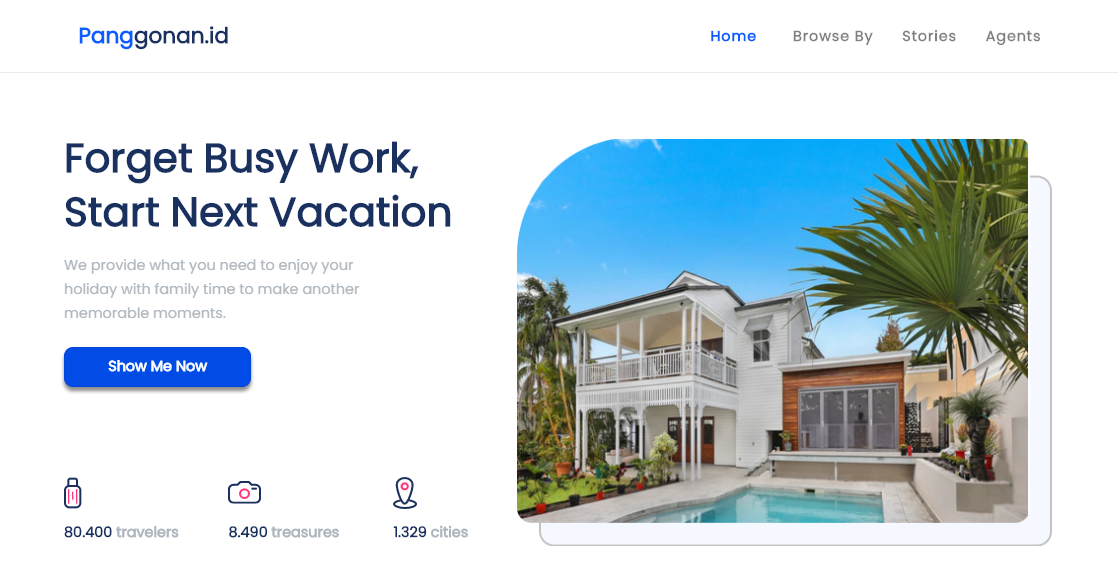 Panggonan.id
Home Browse By Stories Agents
Forget Busy Work,
Start Next Vacation
We provide what you need to enjoy your
holiday with family time to make another
memorable moments.
Show Me Now
80.400 travelers
8.490 treasures
1.329 cities